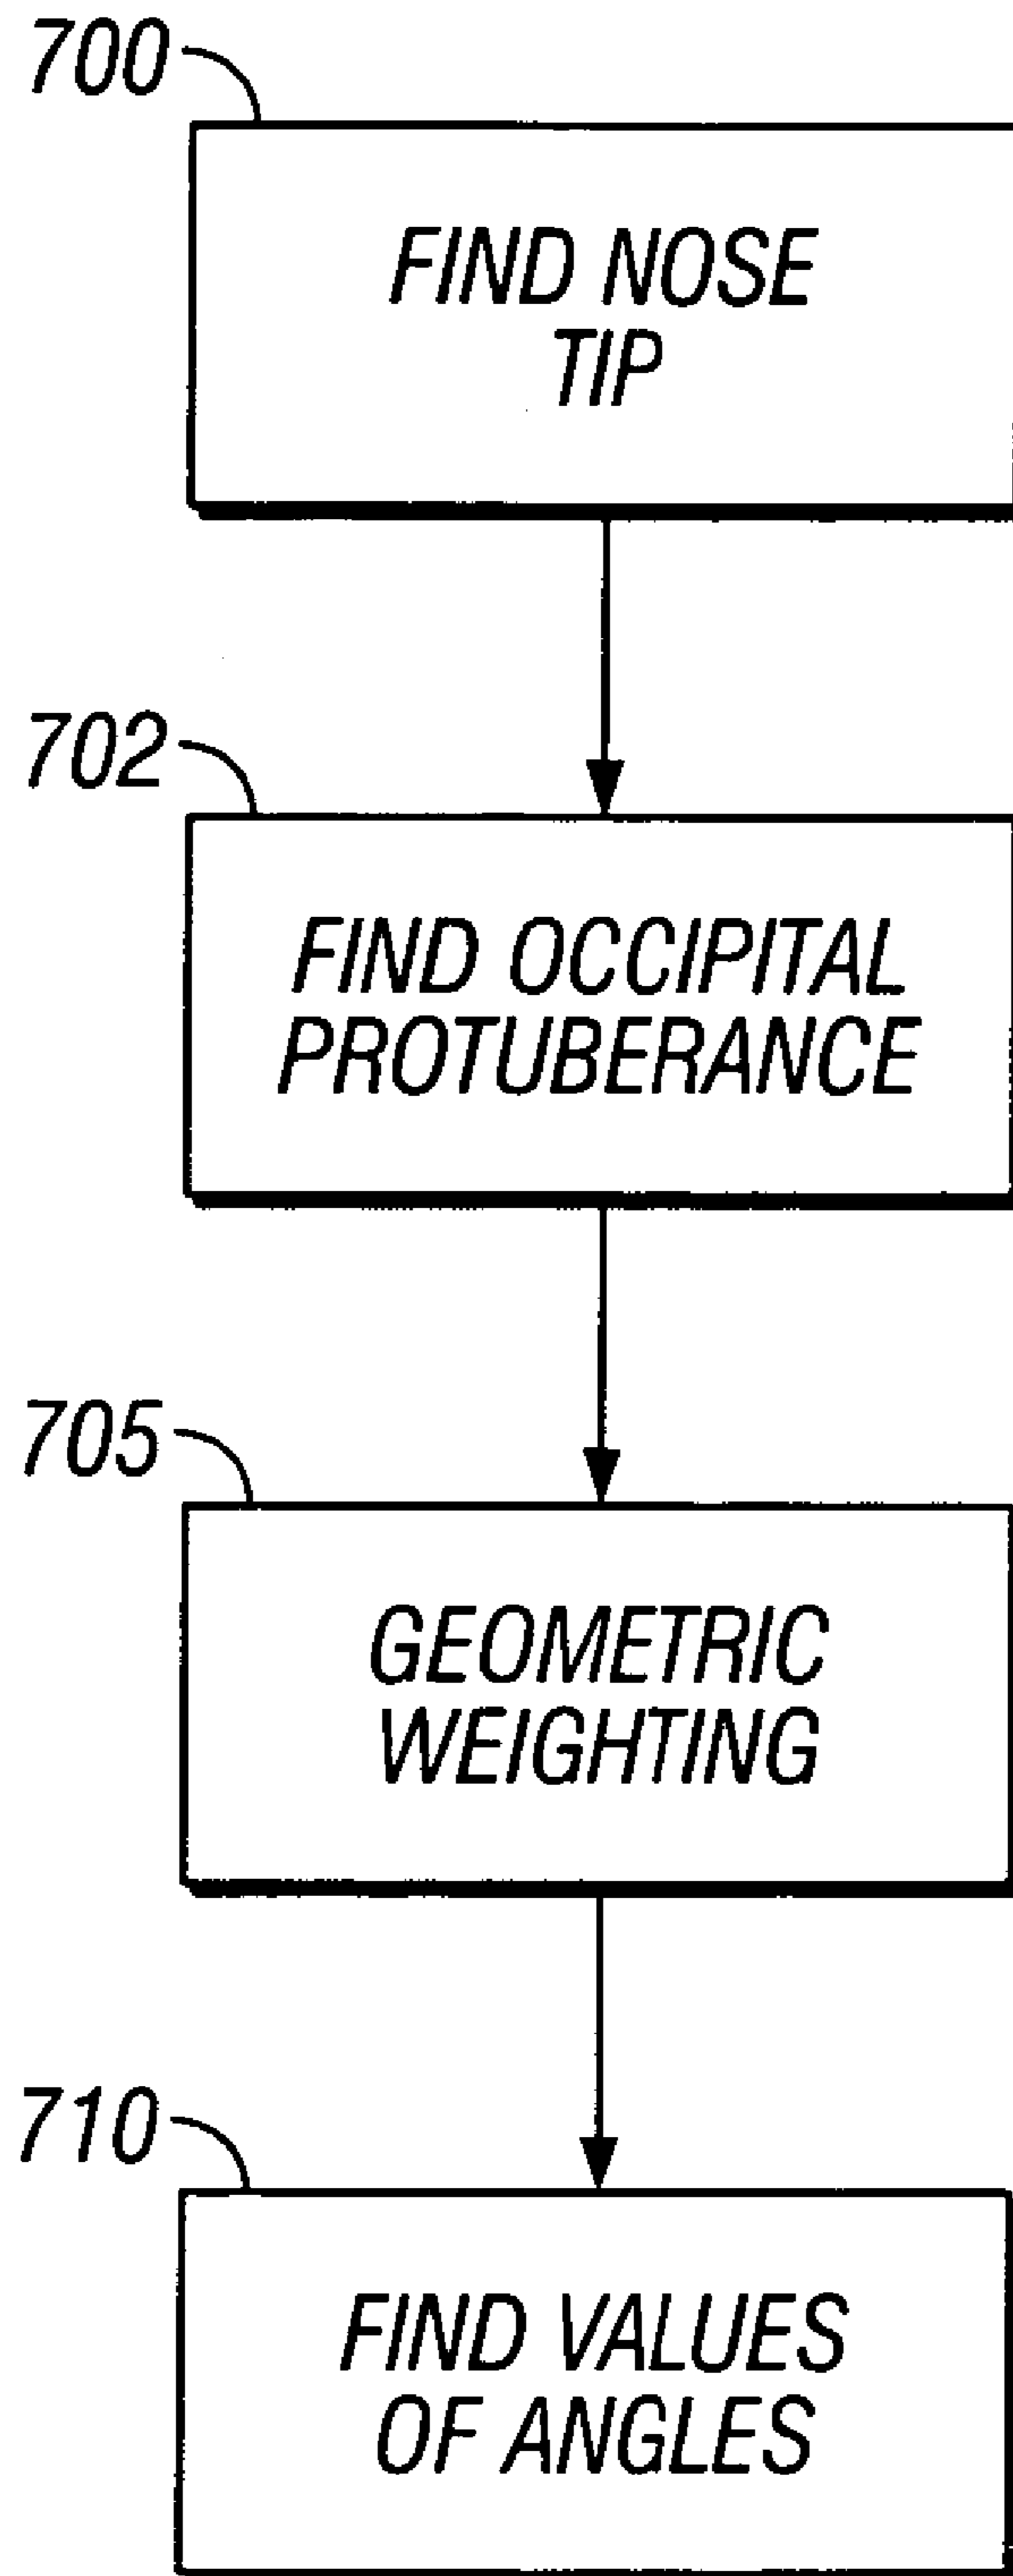 700
FIND NOSE
TIP
702
FIND OCCIPITAL
PROTUBERANCE
705
GEOMETRIC
WEIGHTING
710
FIND VALUES
OF ANGLES